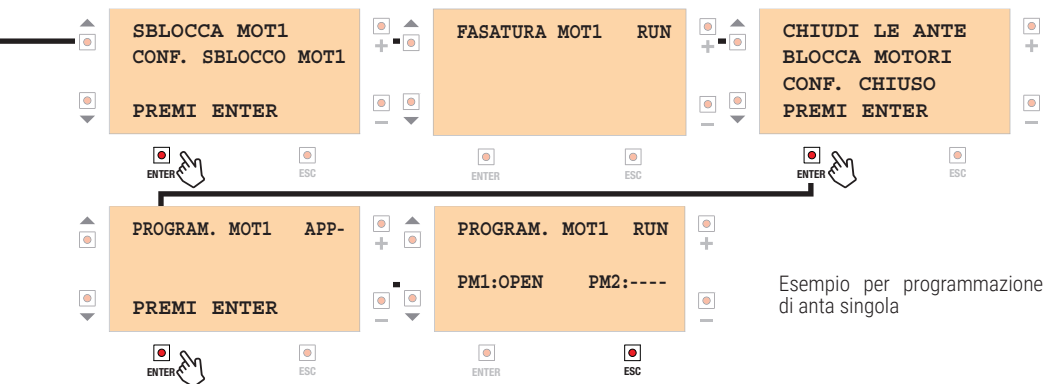 SBLOCCA MOT1
CONF. SBLOCCO MOT1
PREMI ENTER
ENTER
ESC
FASATURA MOT1 RUN
ENTER
ESC
CHIUDI LE ANTE
BLOCCA MOTORI
CONF. CHIUSO
PREMI ENTER
ENTER
ESC
PROGRAM. MOT1 APP-
PREMI ENTER
ENTER
ESC
PROGRAM. MOT1 RUN
PM1:OPEN PM2:----
ENTER
ESC
Esempio per programmazione
di anta singola